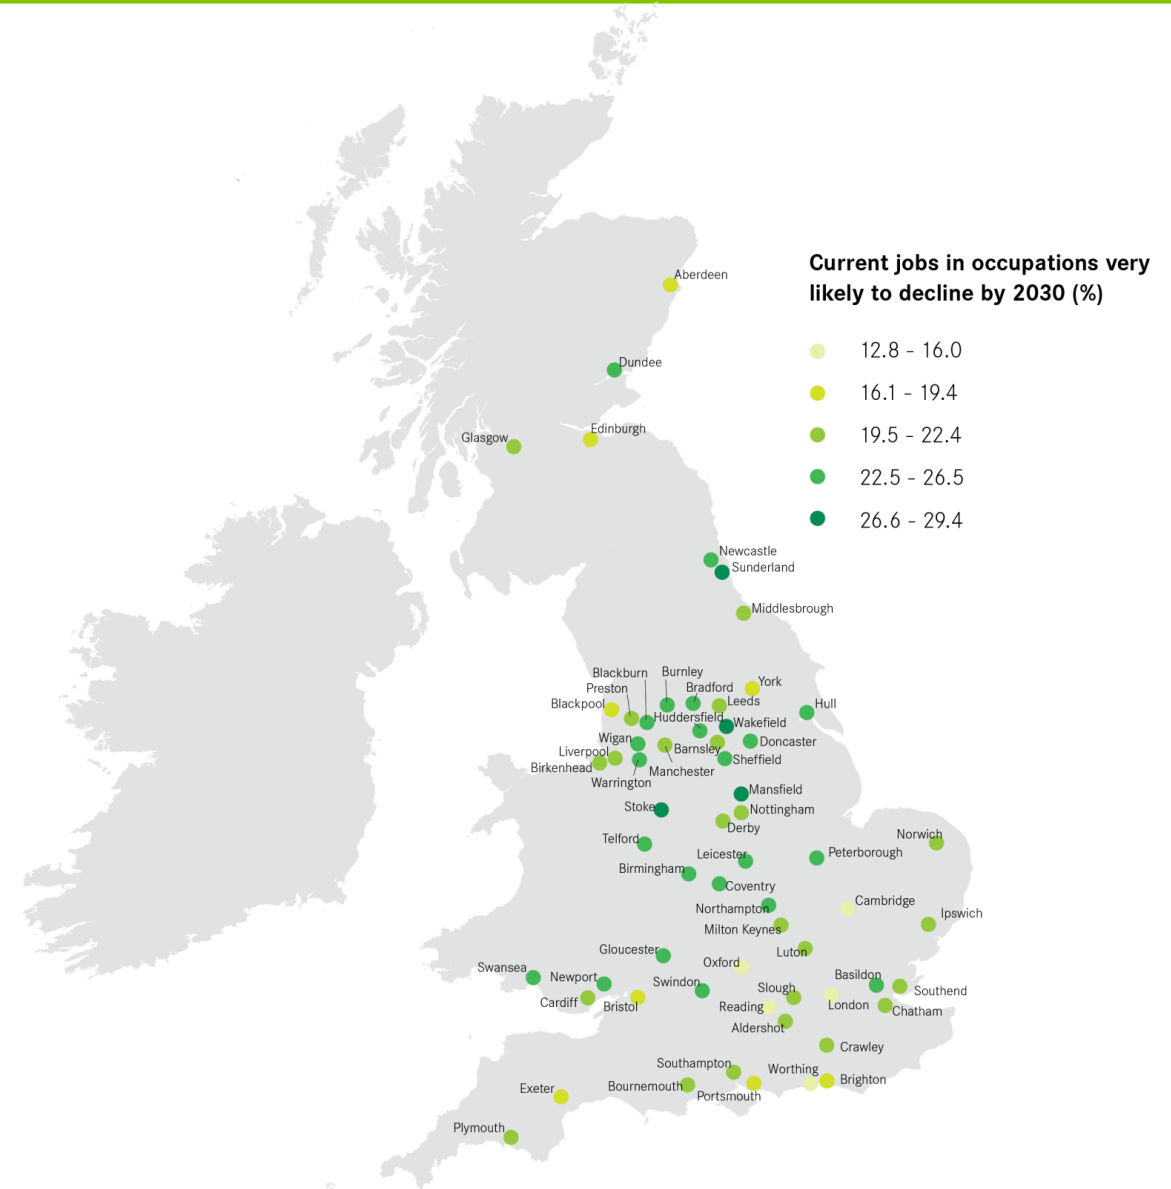 Aberdeen
Current jobs in occupations very
likely to decline by 2030 (%)
12.8 - 16.0
16.1 - 19.4
19.5 - 22.4
22.5 - 26.5
26.6 - 29.4
Dundee
Edinburgh
Glasgow
Newcastle
Sunderland
Middlesbrough
Blackburn
Burnley
York
Preston
Bradford
Blackpool
Leeds
Hull
Huddersfield
Wakefield
Wigan
Doncaster
Liverpool
Barnsley
Sheffield
Birkenhead
Manchester
Warrington
Mansfield
Stoke
Nottingham
Derby
Norwich
Telford
Leicester
Peterborough
Birmingham
Coventry
Cambridge
Northampton
Ipswich
Milton Keynes
Gloucester
Luton
Oxford
Swansea
Newport
Swindon
Basildon
Slough
Southend
Cardiff
Bristol
Reading
London
Chatham
Aldershot
Crawley
Southampton
Worthing
Brighton
Exeter
Bournemouth
Portsmouth
Plymouth